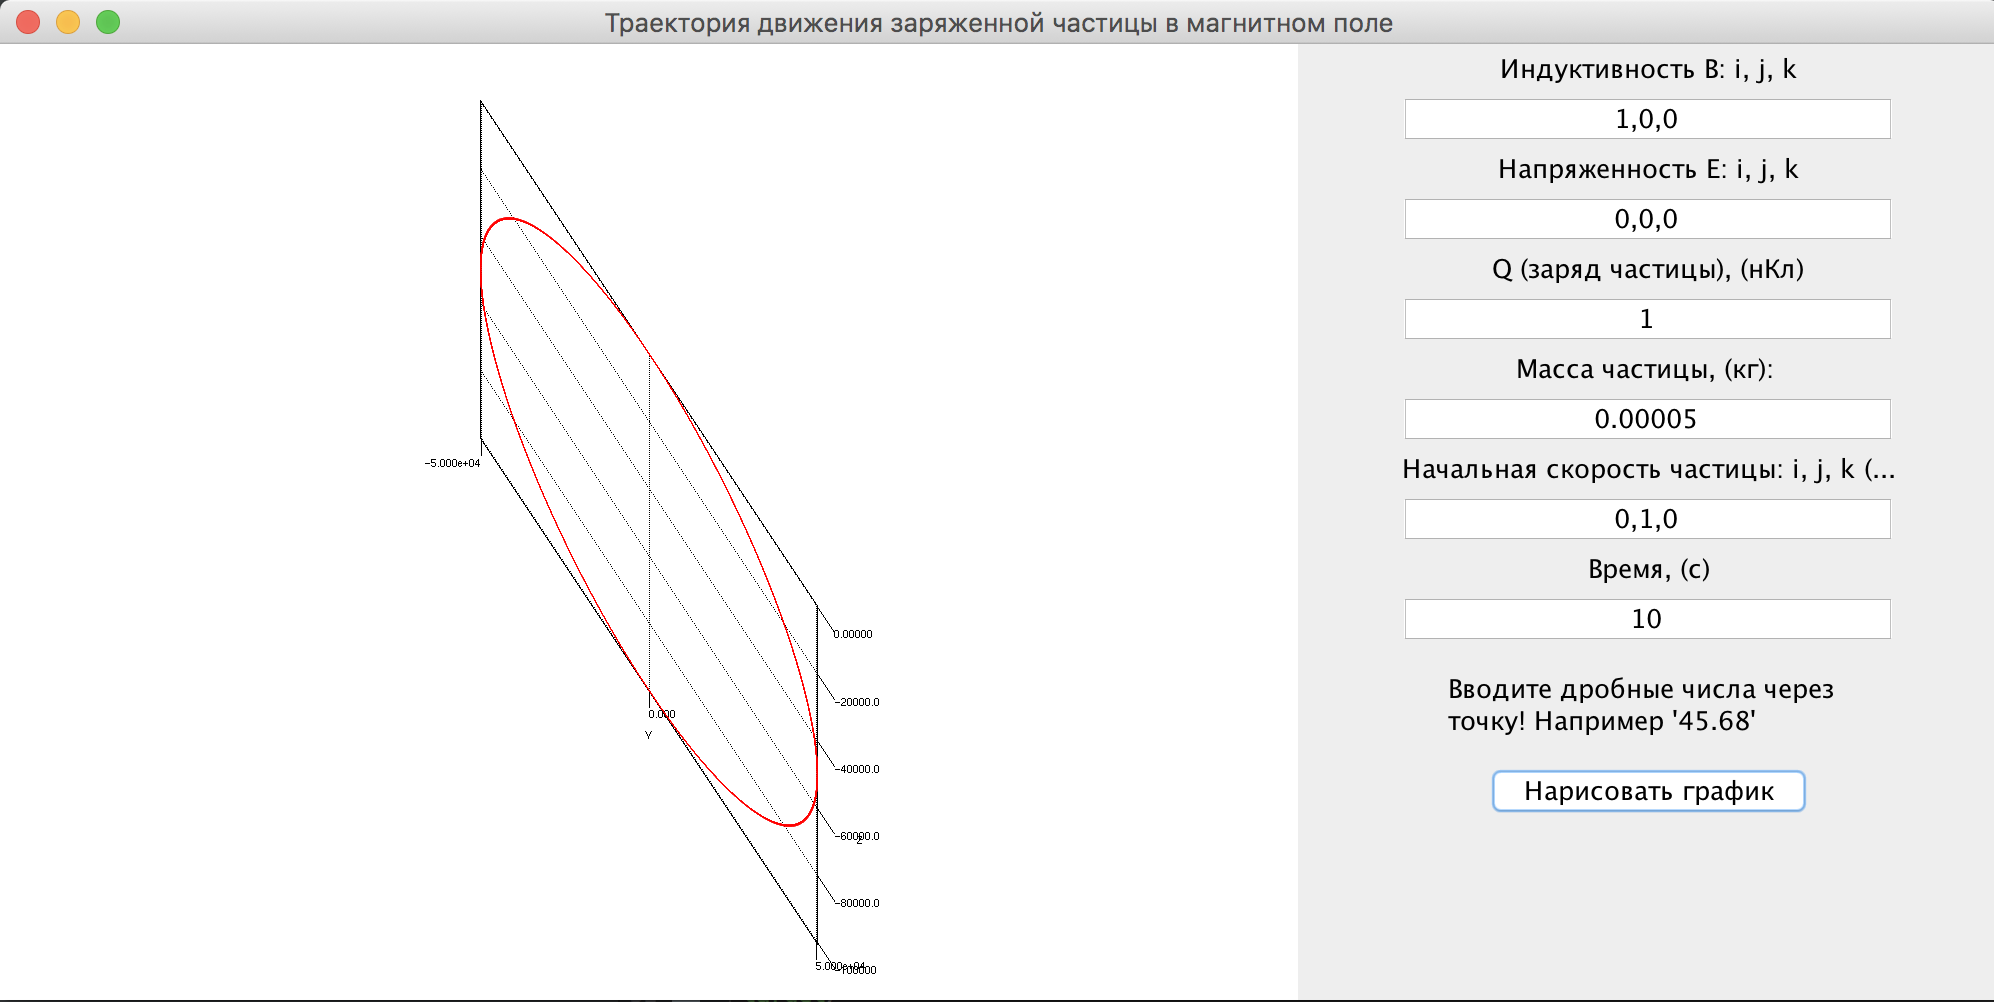 Траектория движения заряженной частицы в магнитном поле
Индуктивность B: i, j, k
1,0,0
Напряженность E: i, j, k
0,0,0
Q (заряд частицы), (нКл)
1
Масса частицы, (кг):
0.00005
Начальная скорость частицы: i, j, k (...
0,1,0
Время, (с)
10
Вводите дробные числа через
точку! Например '45.68'
Нарисовать график
-5.000e+04
0.000
Y
0.00000
-20000.0
-40000.0
-60000.0
Z
-80000.0
5.000e+04
-100000